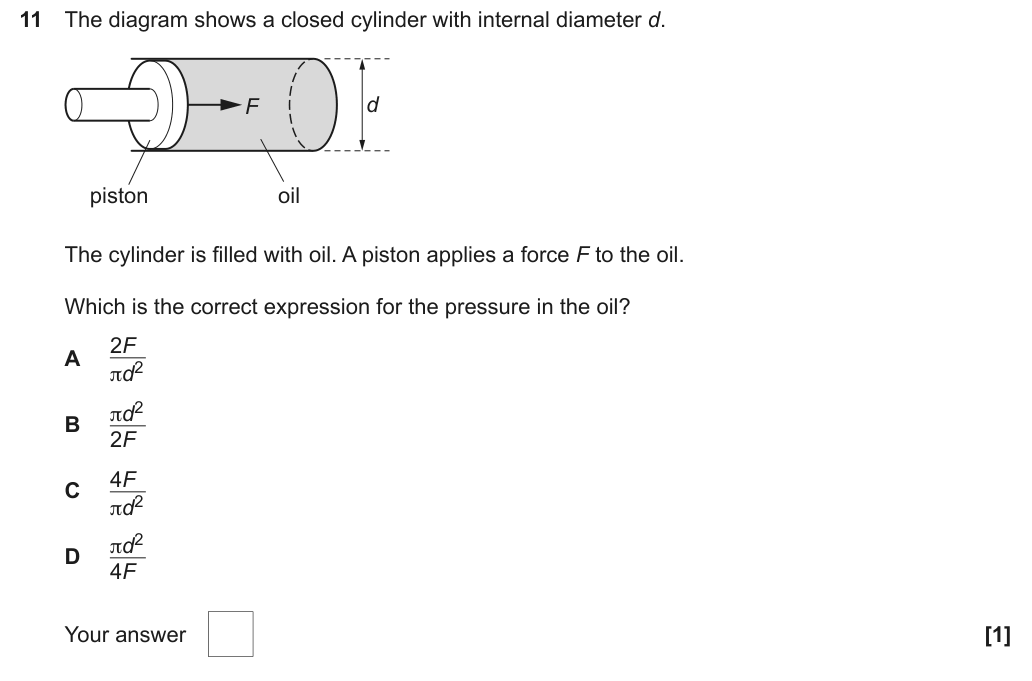 11 The diagram shows a closed cylinder with internal diameter d.
F
d
piston
oil
The cylinder is filled with oil. A piston applies a force F to the oil.
Which is the correct expression for the pressure in the oil?
A 2F/πd²
B πd²/2F
C 4F/πd²
D πd²/4F
Your answer [1]